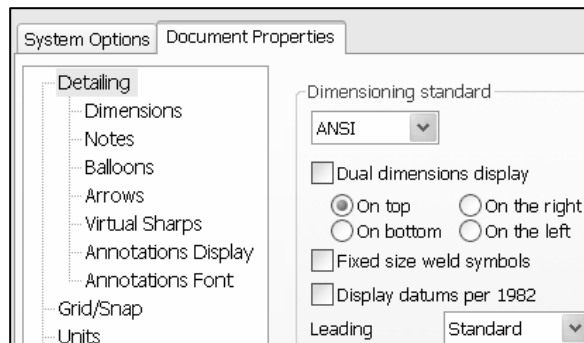 System Options
Document Properties
Detailing
Dimensions
Notes
Balloons
Arrows
Virtual Sharps
Annotations Display
Annotations Font
Grid/Snap
Units
Dimensioning standard
ANSI
Dual dimensions display
On top On the right
On bottom On the left
Fixed size weld symbols
Display datums per 1982
Leading Standard